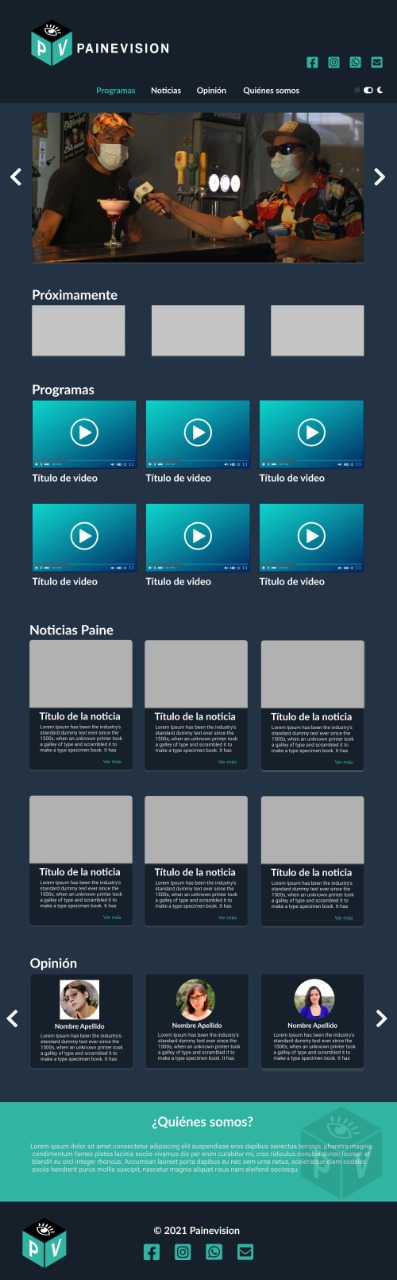 P V PAINEVISION
Programas Noticias Opinión Quiénes somos?
Próximamente
Programas
Título de video Título de video Título de video
Título de video Título de video Título de video
Noticias Paine
Título de la noticia Título de la noticia Título de la noticia
Lorem Ipsum has been the industry's Lorem Ipsum has been the industry's Lorem Ipsum has been the industry's
standard dummy text ever since the standard dummy text ever since the standard dummy text ever since the
1500s, when an unknown printer took 1500s, when an unknown printer took 1500s, when an unknown printer took
a galley of type and scrambled it to a galley of type and scrambled it to a galley of type and scrambled it to
make a type specimen book. It has make a type specimen book. It has make a type specimen book. It has
Ver más Ver más Ver más
Título de la noticia Título de la noticia Título de la noticia
Lorem Ipsum has been the industry's Lorem Ipsum has been the industry's Lorem Ipsum has been the industry's
standard dummy text ever since the standard dummy text ever since the standard dummy text ever since the
1500s, when an unknown printer took 1500s, when an unknown printer took 1500s, when an unknown printer took
a galley of type and scrambled it to a galley of type and scrambled it to a galley of type and scrambled it to
make a type specimen book. It has make a type specimen book. It has make a type specimen book. It has
Ver más Ver más Ver más
Opinión
Nombre Apellido Nombre Apellido Nombre Apellido
Lorem Ipsum has been the industry's Lorem Ipsum has been the industry's Lorem Ipsum has been the industry's
standard dummy text ever since the standard dummy text ever since the standard dummy text ever since the
1500s, when an unknown printer took 1500s, when an unknown printer took 1500s, when an unknown printer took
a galley of type and scrambled it to a galley of type and scrambled it to a galley of type and scrambled it to
make a type specimen book. It has make a type specimen book. It has make a type specimen book. It has
¿Quiénes somos?
Lorem ipsum dolor sit amet consectetur adipiscing elit suspendisse eros dapibus senectus tempus, pharetra magnis
condimentum fames platea lacinia sociis vivamus dis per enim curabitur mi, cras ridiculus conubia donec laoreet at
blandit eu orci integer rhoncus. Accumsan laoreet porta dapibus eu nec sem urna netus, scelerisque diam sodales
sociis hendrerit purus mollis suscipit, nascetur magnis aliquet risus nam eleifend sociosqu.
P V
© 2021 Painevision
P V